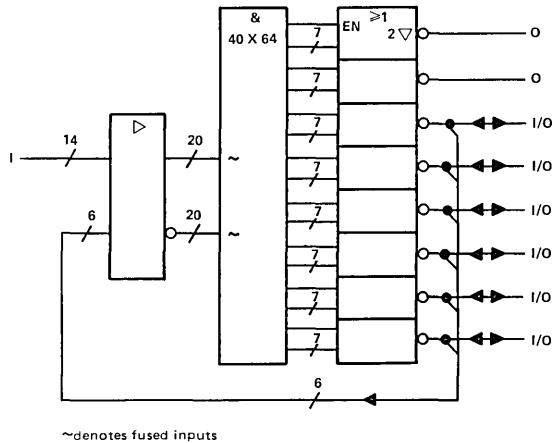 &
40 X 64
≥1
EN
2 ▽
7
O
7
O
▷
7
I/O
14
20
7
I/O
I
~
7
I/O
6
20
~
7
I/O
7
I/O
7
I/O
6
~denotes fused inputs